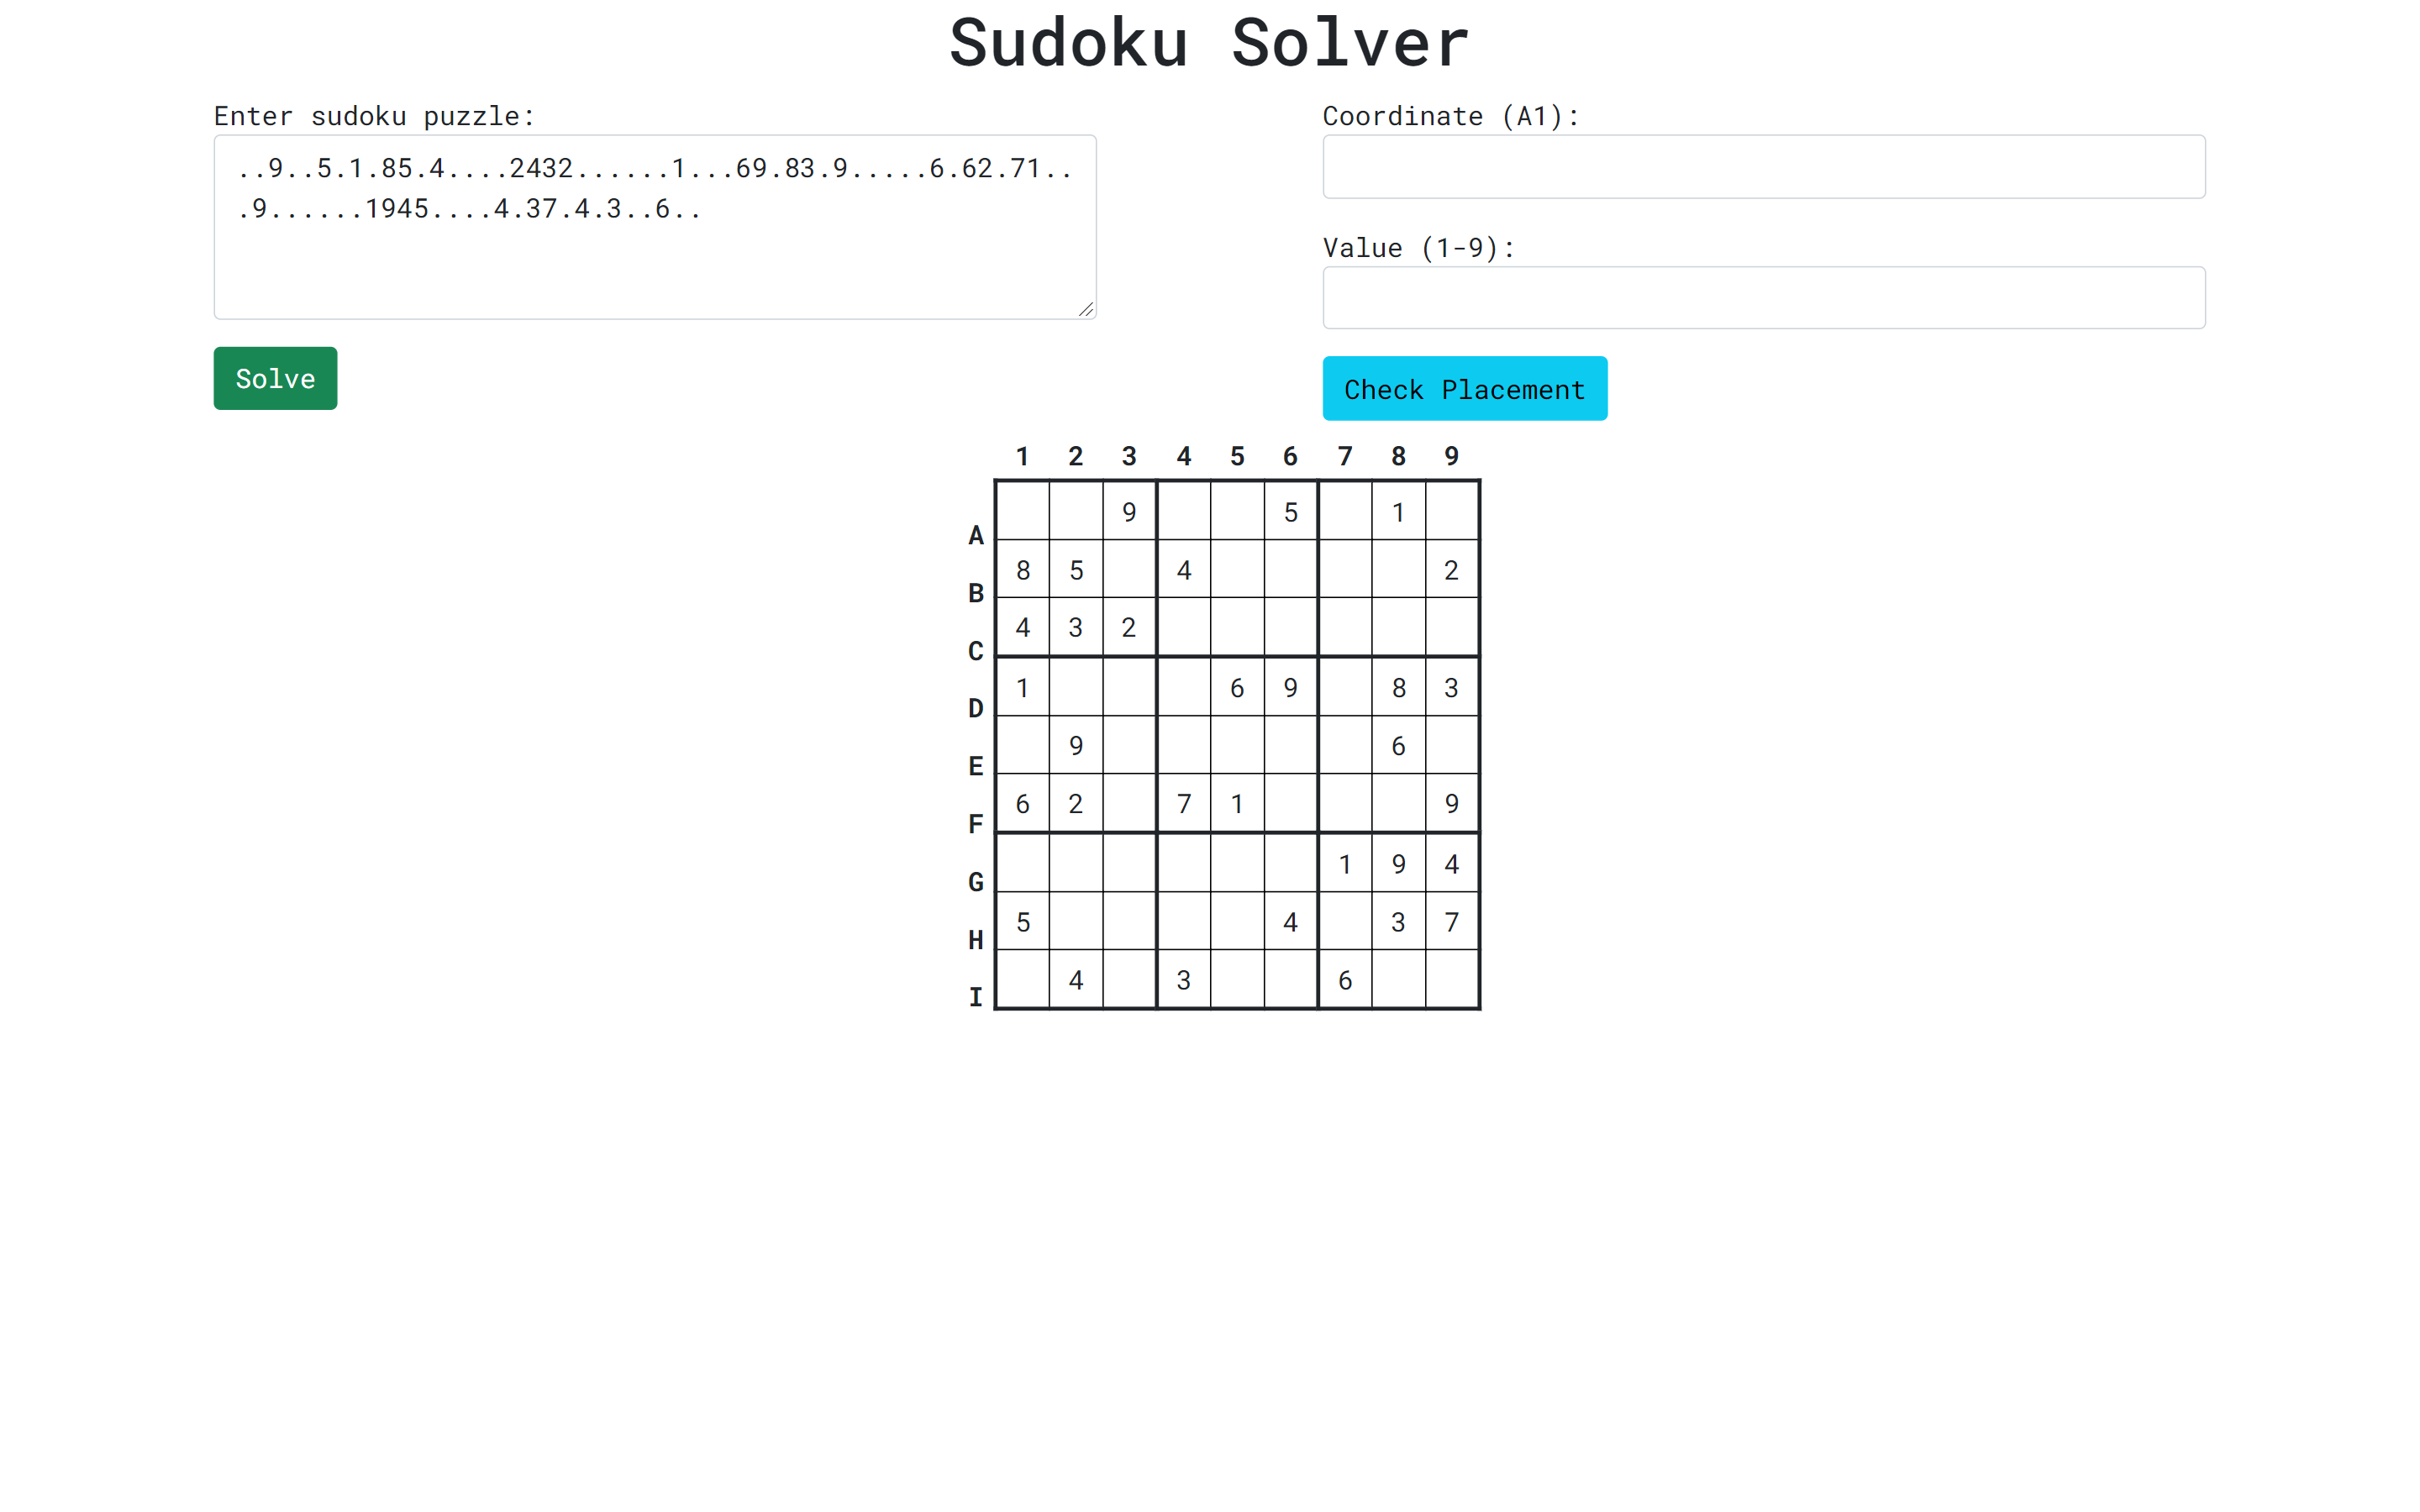 Sudoku Solver
Enter sudoku puzzle:
..9..5.1.85.4....2432......1...69.83.9.....6.62.71..
.9......1945....4.37.4.3..6..
Solve
Coordinate (A1):
Value (1-9):
Check Placement
1 2 3 4 5 6 7 8 9
A 9 5 1
B 8 5 4 2
C 4 3 2
D 1 6 9 8 3
E 9 6
F 6 2 7 1 9
G 1 9 4
H 5 4 3 7
I 4 3 6